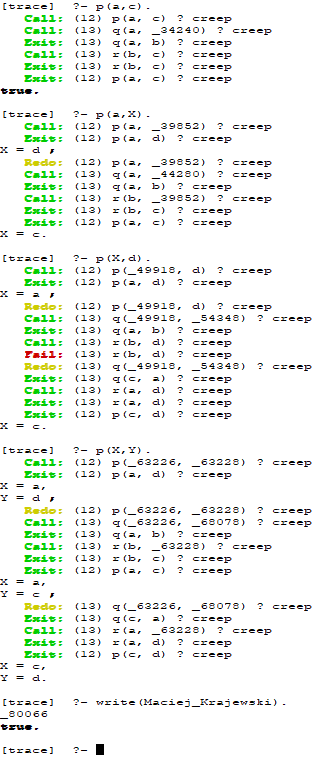 [trace]  ?- p(a,c).
   Call: (12) p(a, c) ? creep
   Call: (13) q(a, _34240) ? creep
   Exit: (13) q(a, b) ? creep
   Call: (13) r(b, c) ? creep
   Exit: (13) r(b, c) ? creep
   Exit: (12) p(a, c) ? creep
true.
[trace]  ?- p(a,X).
   Call: (12) p(a, _39852) ? creep
   Exit: (12) p(a, d) ? creep
X = d ;
   Redo: (12) p(a, _39852) ? creep
   Call: (13) q(a, _44280) ? creep
   Exit: (13) q(a, b) ? creep
   Call: (13) r(b, _39852) ? creep
   Exit: (13) r(b, c) ? creep
   Exit: (12) p(a, c) ? creep
X = c.
[trace]  ?- p(X,d).
   Call: (12) p(_49918, d) ? creep
   Exit: (12) p(a, d) ? creep
X = a ;
   Redo: (12) p(_49918, d) ? creep
   Call: (13) q(_49918, _54348) ? creep
   Exit: (13) q(a, b) ? creep
   Call: (13) r(b, d) ? creep
   Fail: (13) r(b, d) ? creep
   Redo: (13) q(_49918, _54348) ? creep
   Exit: (13) q(c, a) ? creep
   Call: (13) r(a, d) ? creep
   Exit: (13) r(a, d) ? creep
   Exit: (12) p(c, d) ? creep
X = c.
[trace]  ?- p(X,Y).
   Call: (12) p(_63226, _63228) ? creep
   Exit: (12) p(a, d) ? creep
X = a,
Y = d ;
   Redo: (12) p(_63226, _63228) ? creep
   Call: (13) q(_63226, _68078) ? creep
   Exit: (13) q(a, b) ? creep
   Call: (13) r(b, _63228) ? creep
   Exit: (13) r(b, c) ? creep
   Exit: (12) p(a, c) ? creep
X = a,
Y = c ;
   Redo: (13) q(_63226, _68078) ? creep
   Exit: (13) q(c, a) ? creep
   Call: (13) r(a, _63228) ? creep
   Exit: (13) r(a, d) ? creep
   Exit: (12) p(c, d) ? creep
X = c,
Y = d.
[trace]  ?- write(Maciej_Krajewski).
_80066
true.
[trace]  ?-